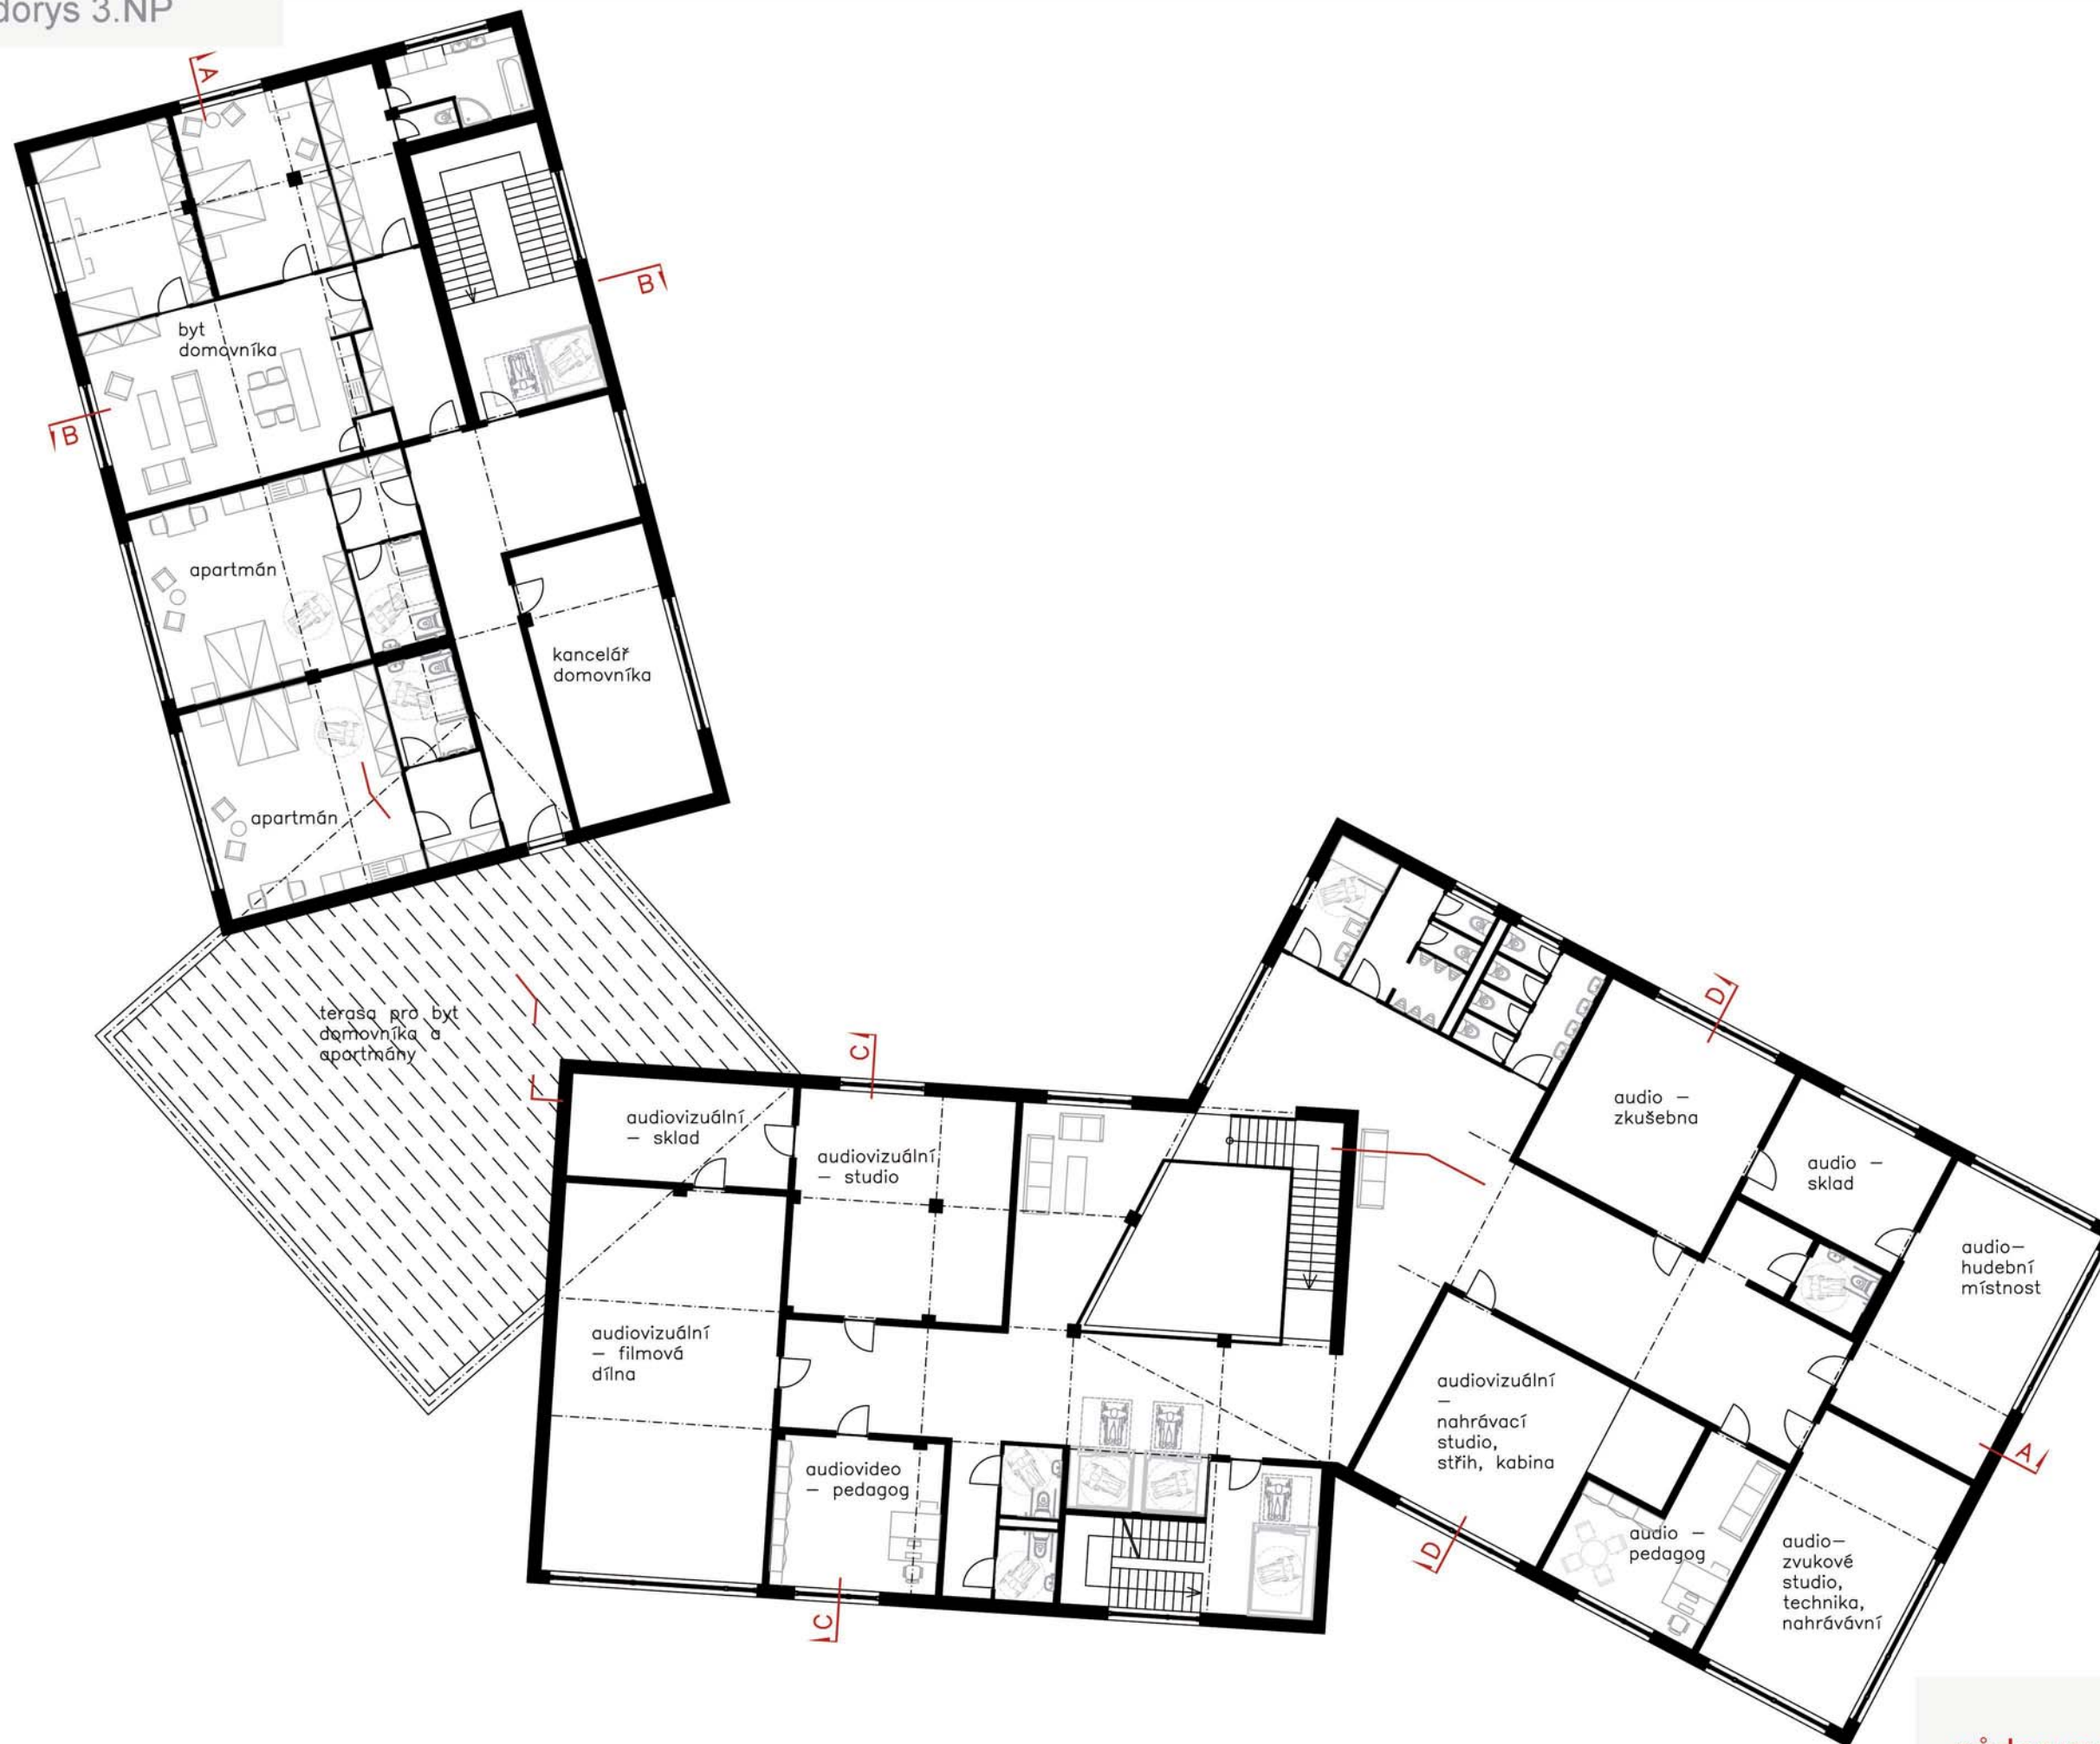 dorys 3.NP
A
B
byt
domovníka
B
apartmán
kancelář
domovníka
apartmán
terasa pro byt
domovníka a
apartmány
C
audiovizuální
– sklad
audiovizuální
– studio
audiovizuální
– filmová
dílna
audiovideo
– pedagog
C
D
audio –
zkušebna
audio –
sklad
audio–
hudební
místnost
audiovizuální
–
nahrávací
studio,
střih, kabina
A
D
audio –
pedagog
audio–
zvukové
studio,
technika,
nahrávávní